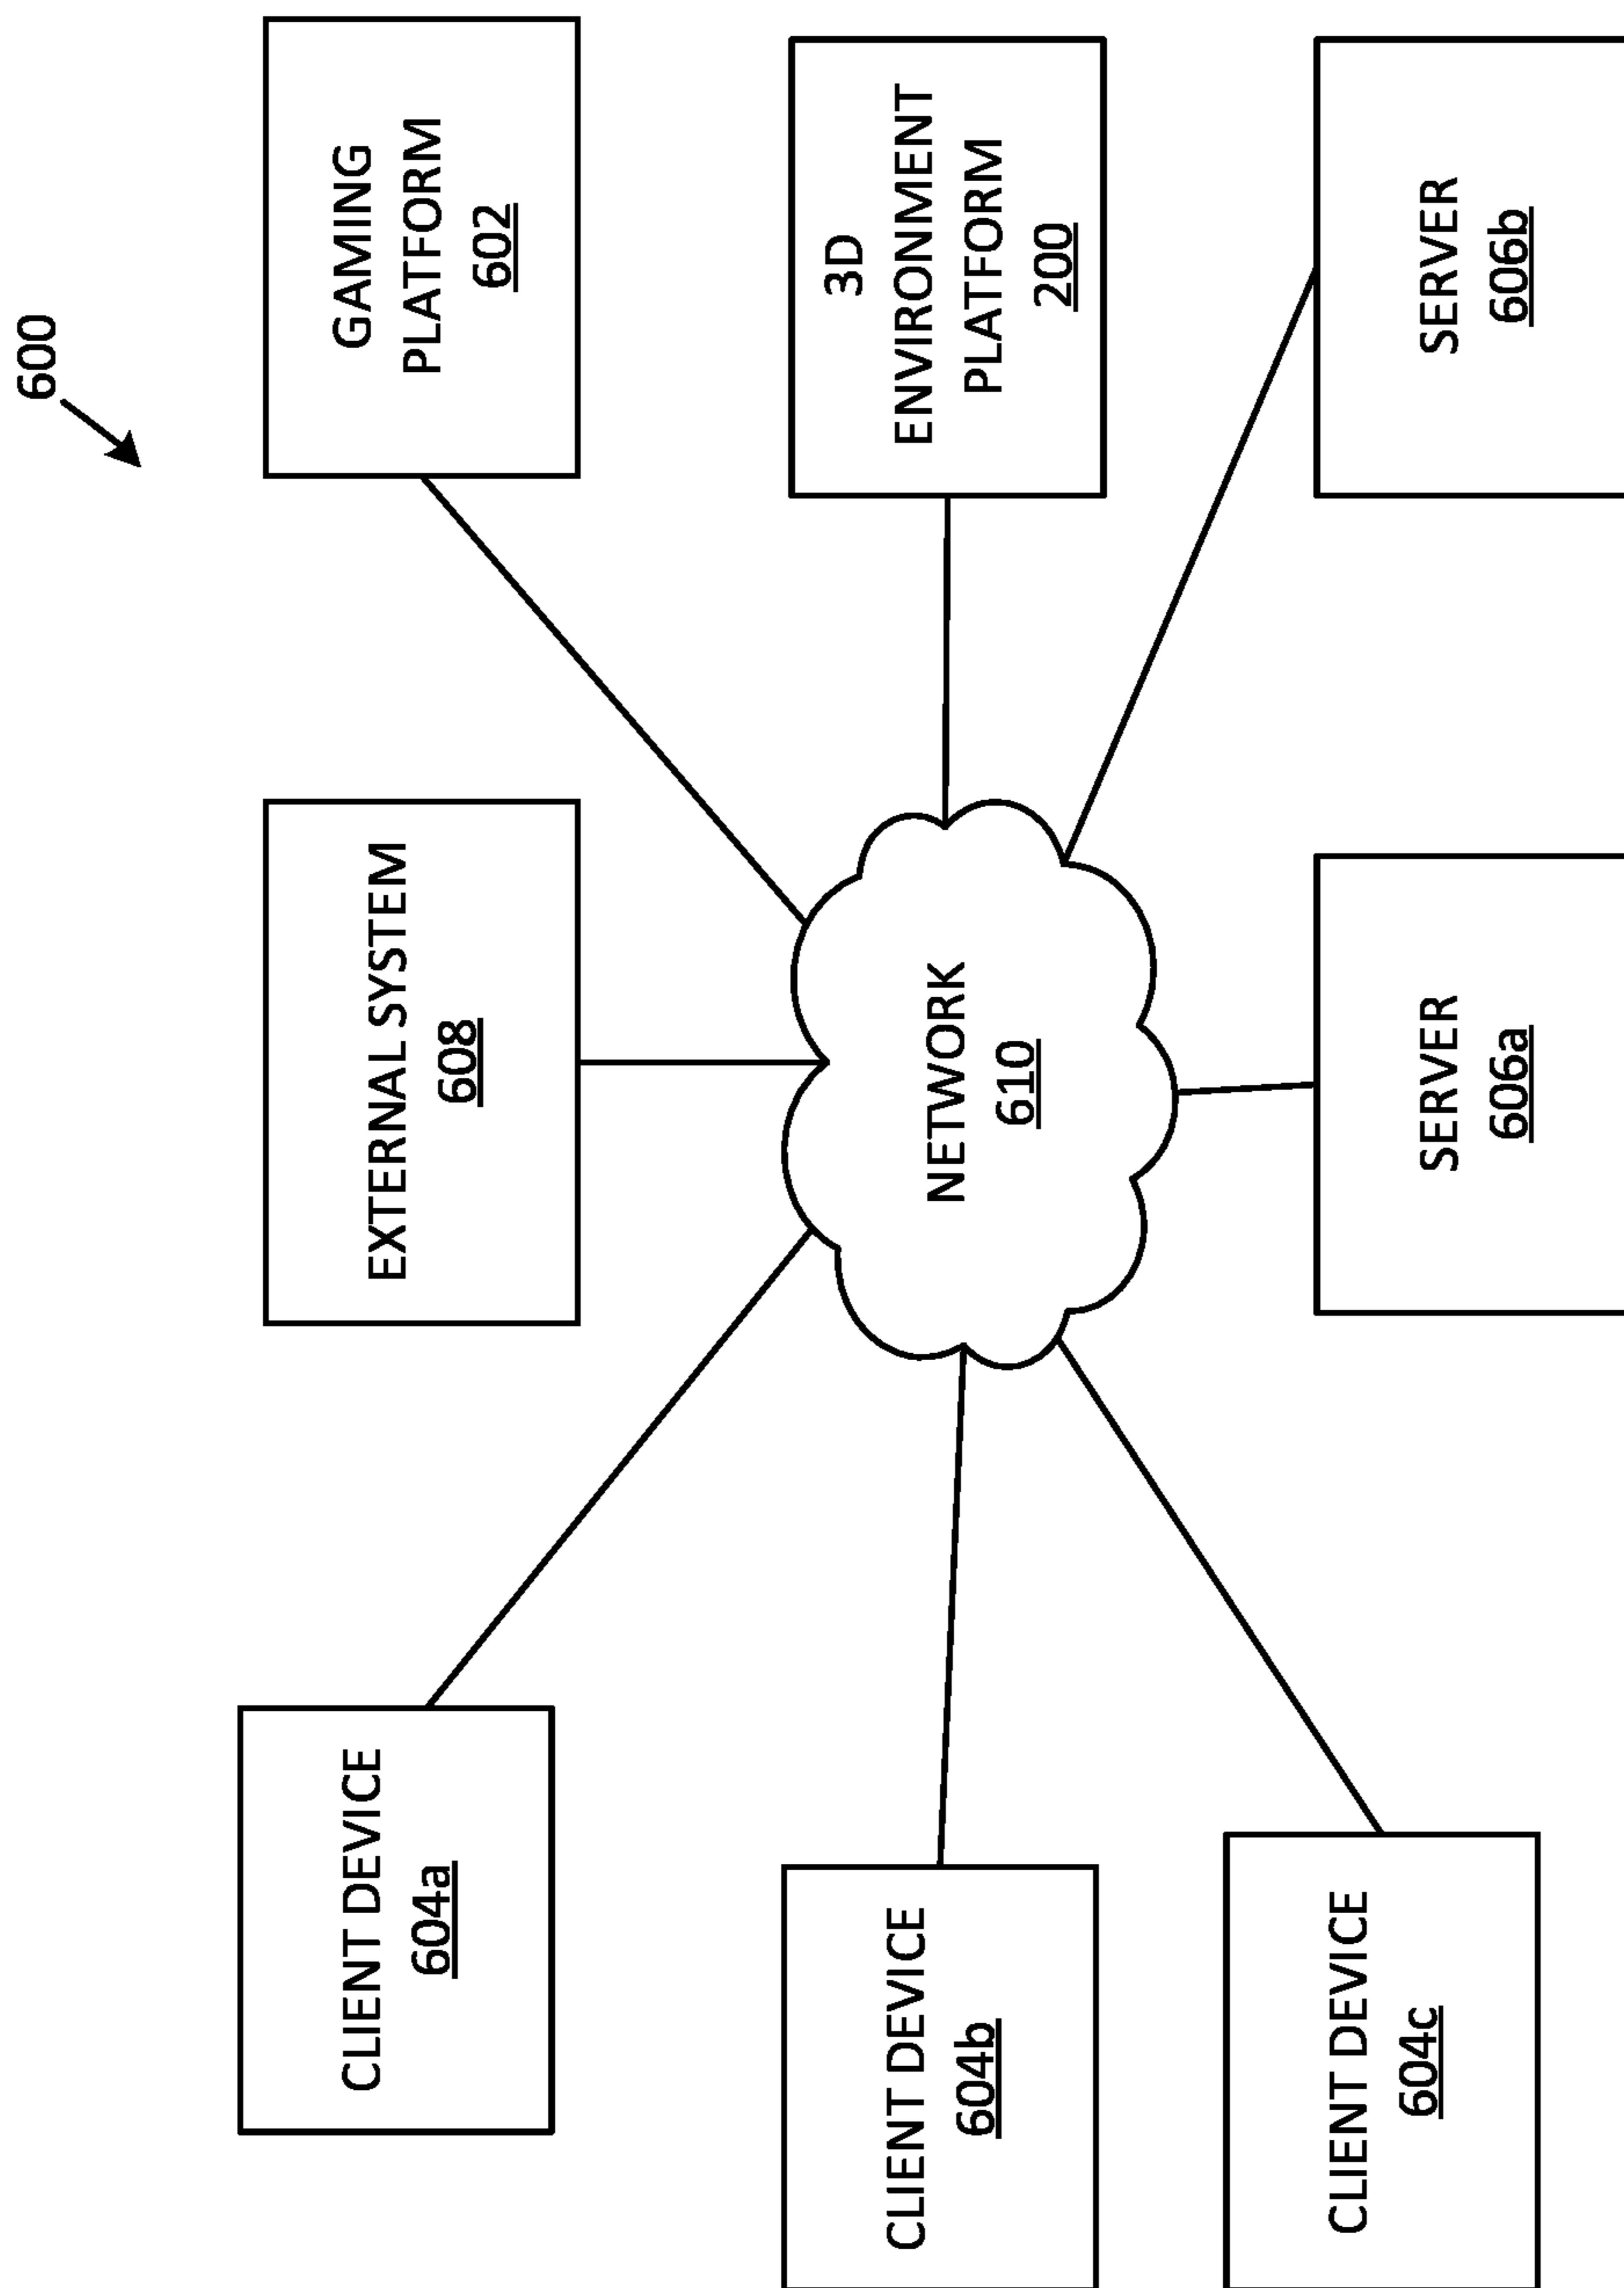 600
EXTERNAL SYSTEM
608
GAMING
PLATFORM
602
CLIENT DEVICE
604a
3D
ENVIRONMENT
PLATFORM
200
NETWORK
610
CLIENT DEVICE
604b
CLIENT DEVICE
604c
SERVER
606a
SERVER
606b